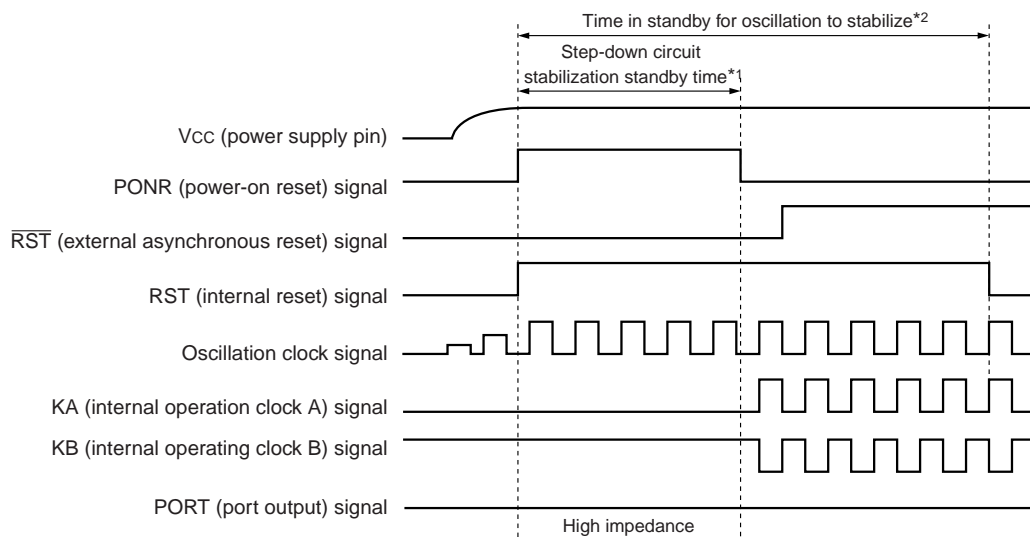 Time in standby for oscillation to stabilize*2
Step-down circuit
stabilization standby time*1
VCC (power supply pin)
PONR (power-on reset) signal
R̅S̅T̅ (external asynchronous reset) signal
RST (internal reset) signal
Oscillation clock signal
KA (internal operation clock A) signal
KB (internal operating clock B) signal
PORT (port output) signal
High impedance